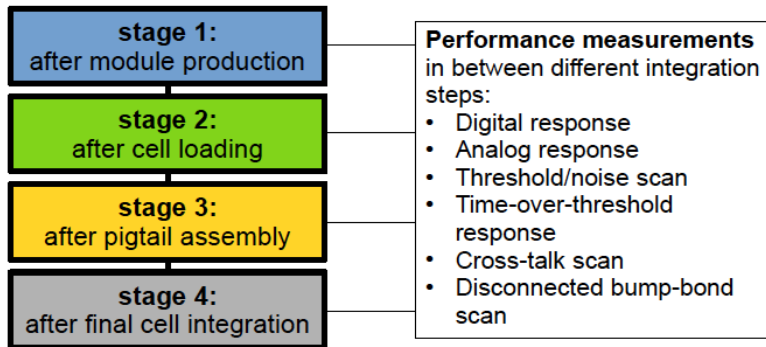 stage 1:
after module production
stage 2:
after cell loading
stage 3:
after pigtail assembly
stage 4:
after final cell integration
Performance measurements
in between different integration
steps:
• Digital response
• Analog response
• Threshold/noise scan
• Time-over-threshold
response
• Cross-talk scan
• Disconnected bump-bond
scan